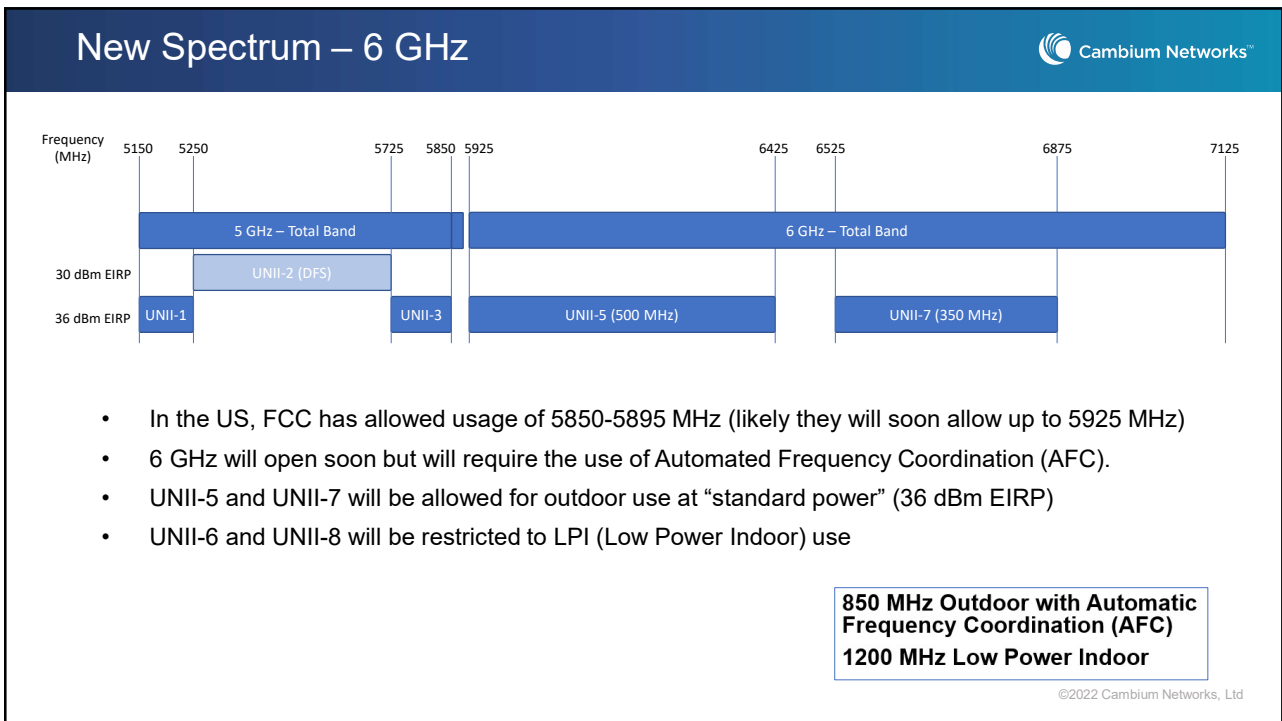 New Spectrum – 6 GHz
Cambium Networks™
Frequency
(MHz)
5150 5250 5725 5850 5925 6425 6525 6875 7125
5 GHz – Total Band 6 GHz – Total Band
30 dBm EIRP UNII-2 (DFS)
36 dBm EIRP UNII-1 UNII-3 UNII-5 (500 MHz) UNII-7 (350 MHz)
• In the US, FCC has allowed usage of 5850-5895 MHz (likely they will soon allow up to 5925 MHz)
• 6 GHz will open soon but will require the use of Automated Frequency Coordination (AFC).
• UNII-5 and UNII-7 will be allowed for outdoor use at “standard power” (36 dBm EIRP)
• UNII-6 and UNII-8 will be restricted to LPI (Low Power Indoor) use
850 MHz Outdoor with Automatic
Frequency Coordination (AFC)
1200 MHz Low Power Indoor
©2022 Cambium Networks, Ltd